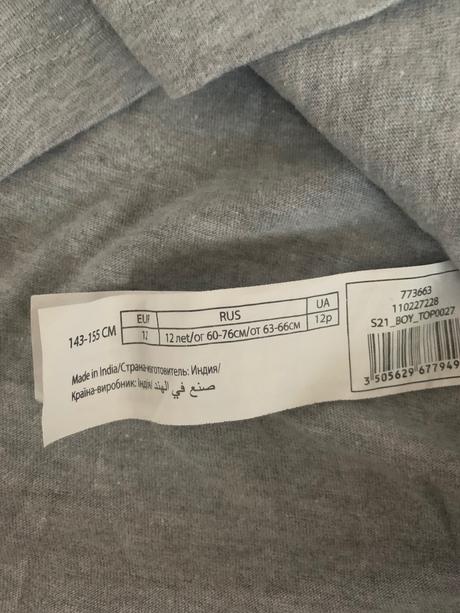 143-155 CM
EUR RUS UA
12 12 лет/ог 60-76см/от 63-66см 12р
Made in India/Страна-изготовитель: Индия/
Країна-виробник: Індія/ صنع في الهند
773663
110227228
S21_BOY_TOP0027
3 505629 677949